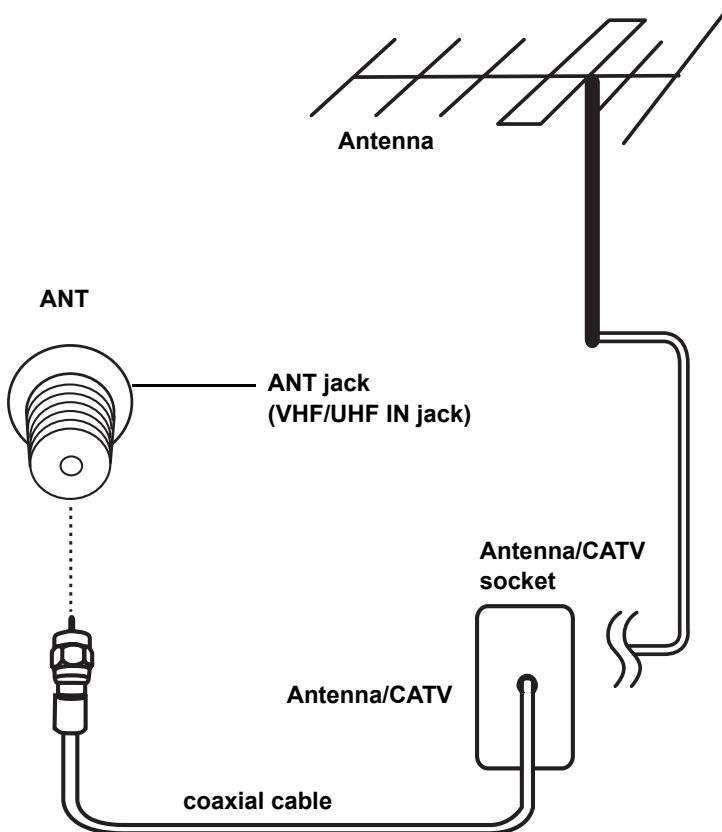 Antenna
ANT
ANT jack
(VHF/UHF IN jack)
Antenna/CATV
socket
Antenna/CATV
coaxial cable